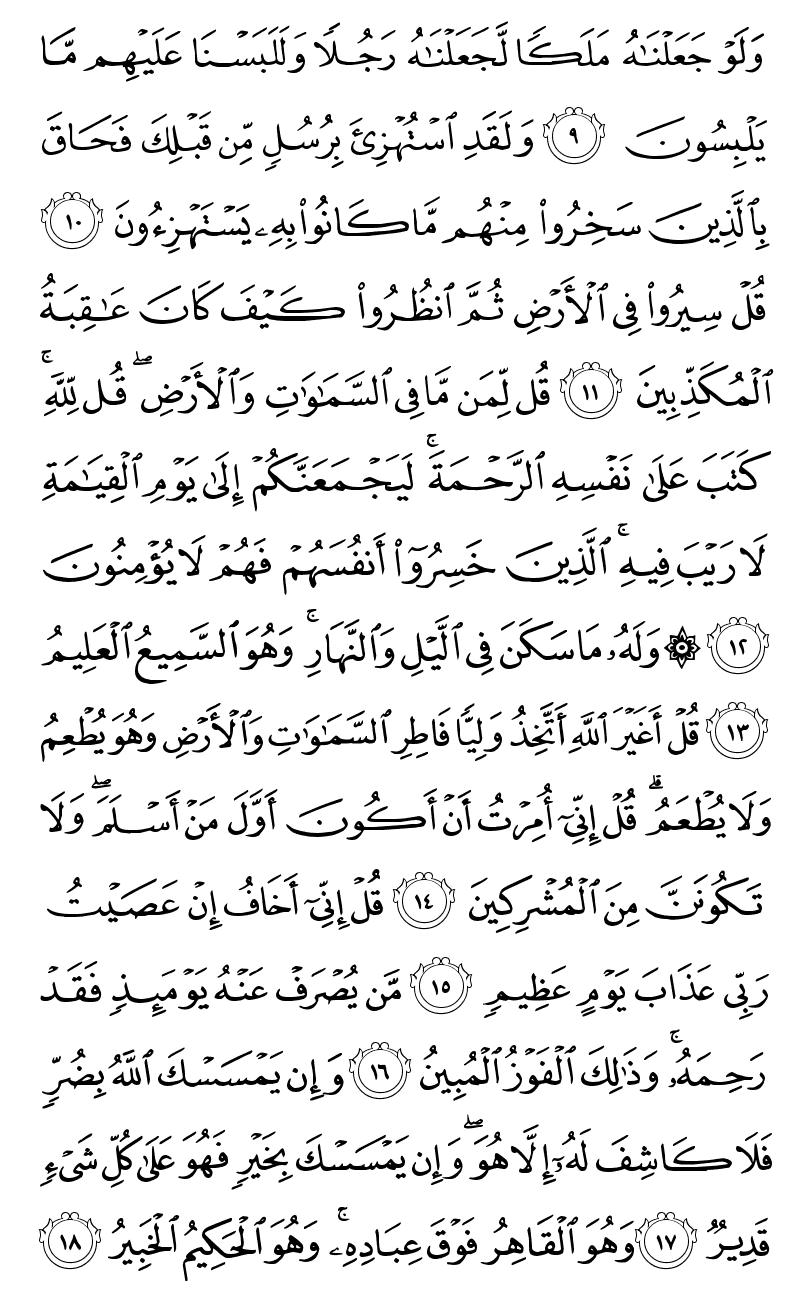 وَلَوْ جَعَلْنَٰهُ مَلَكًا لَّجَعَلْنَٰهُ رَجُلًا وَلَلَبَسْنَا عَلَيْهِم مَّا
يَلْبِسُونَ ٩ وَلَقَدِ ٱسْتُهْزِئَ بِرُسُلٍ مِّن قَبْلِكَ فَحَاقَ
بِٱلَّذِينَ سَخِرُوا۟ مِنْهُم مَّا كَانُوا۟ بِهِۦ يَسْتَهْزِءُونَ ١٠
قُلْ سِيرُوا۟ فِى ٱلْأَرْضِ ثُمَّ ٱنظُرُوا۟ كَيْفَ كَانَ عَٰقِبَةُ
ٱلْمُكَذِّبِينَ ١١ قُل لِّمَن مَّا فِى ٱلسَّمَٰوَٰتِ وَٱلْأَرْضِ ۖ قُل لِّلَّهِ ۚ
كَتَبَ عَلَىٰ نَفْسِهِ ٱلرَّحْمَةَ ۚ لَيَجْمَعَنَّكُمْ إِلَىٰ يَوْمِ ٱلْقِيَٰمَةِ
لَا رَيْبَ فِيهِ ۚ ٱلَّذِينَ خَسِرُوٓا۟ أَنفُسَهُمْ فَهُمْ لَا يُؤْمِنُونَ
١٢ ۞ وَلَهُۥ مَا سَكَنَ فِى ٱلَّيْلِ وَٱلنَّهَارِ ۚ وَهُوَ ٱلسَّمِيعُ ٱلْعَلِيمُ
١٣ قُلْ أَغَيْرَ ٱللَّهِ أَتَّخِذُ وَلِيًّا فَاطِرِ ٱلسَّمَٰوَٰتِ وَٱلْأَرْضِ وَهُوَ يُطْعِمُ
وَلَا يُطْعَمُ ۗ قُلْ إِنِّىٓ أُمِرْتُ أَنْ أَكُونَ أَوَّلَ مَنْ أَسْلَمَ ۖ وَلَا
تَكُونَنَّ مِنَ ٱلْمُشْرِكِينَ ١٤ قُلْ إِنِّىٓ أَخَافُ إِنْ عَصَيْتُ
رَبِّى عَذَابَ يَوْمٍ عَظِيمٍ ١٥ مَّن يُصْرَفْ عَنْهُ يَوْمَئِذٍ فَقَدْ
رَحِمَهُۥ ۚ وَذَٰلِكَ ٱلْفَوْزُ ٱلْمُبِينُ ١٦ وَإِن يَمْسَسْكَ ٱللَّهُ بِضُرٍّ
فَلَا كَاشِفَ لَهُۥٓ إِلَّا هُوَ ۖ وَإِن يَمْسَسْكَ بِخَيْرٍ فَهُوَ عَلَىٰ كُلِّ شَىْءٍ
قَدِيرٌ ١٧ وَهُوَ ٱلْقَاهِرُ فَوْقَ عِبَادِهِۦ ۚ وَهُوَ ٱلْحَكِيمُ ٱلْخَبِيرُ ١٨